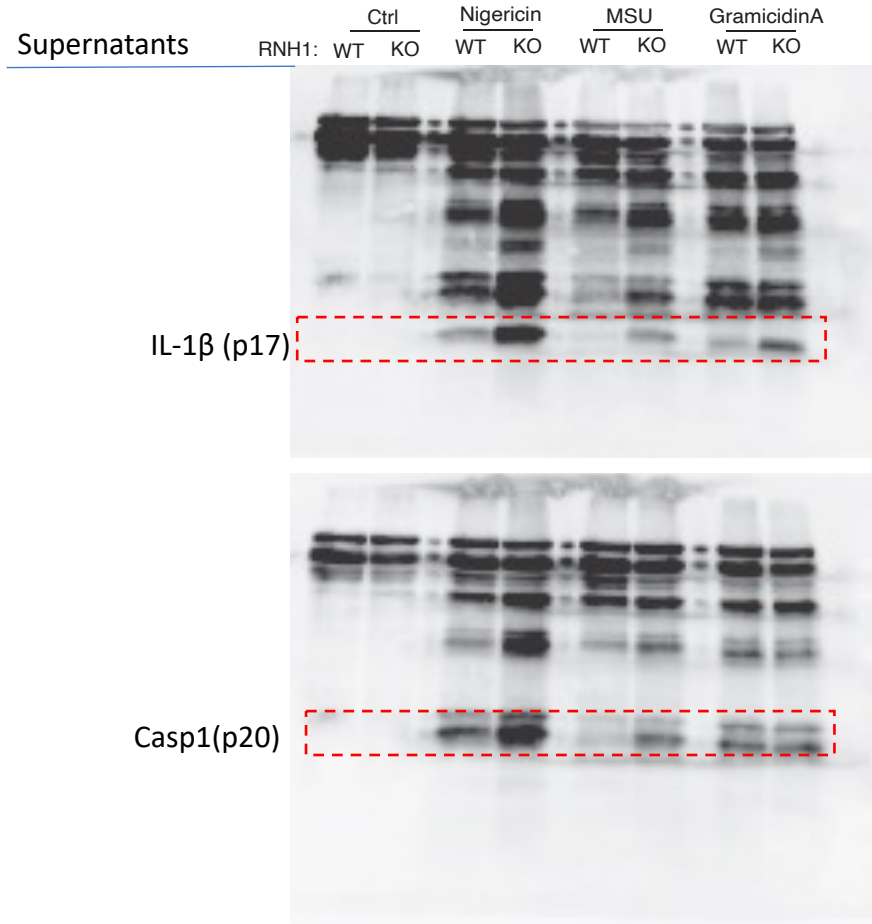 Ctrl Nigericin MSU GramicidinA
Supernatants RNH1: WT KO WT KO WT KO WT KO
IL-1β (p17)
Casp1(p20)